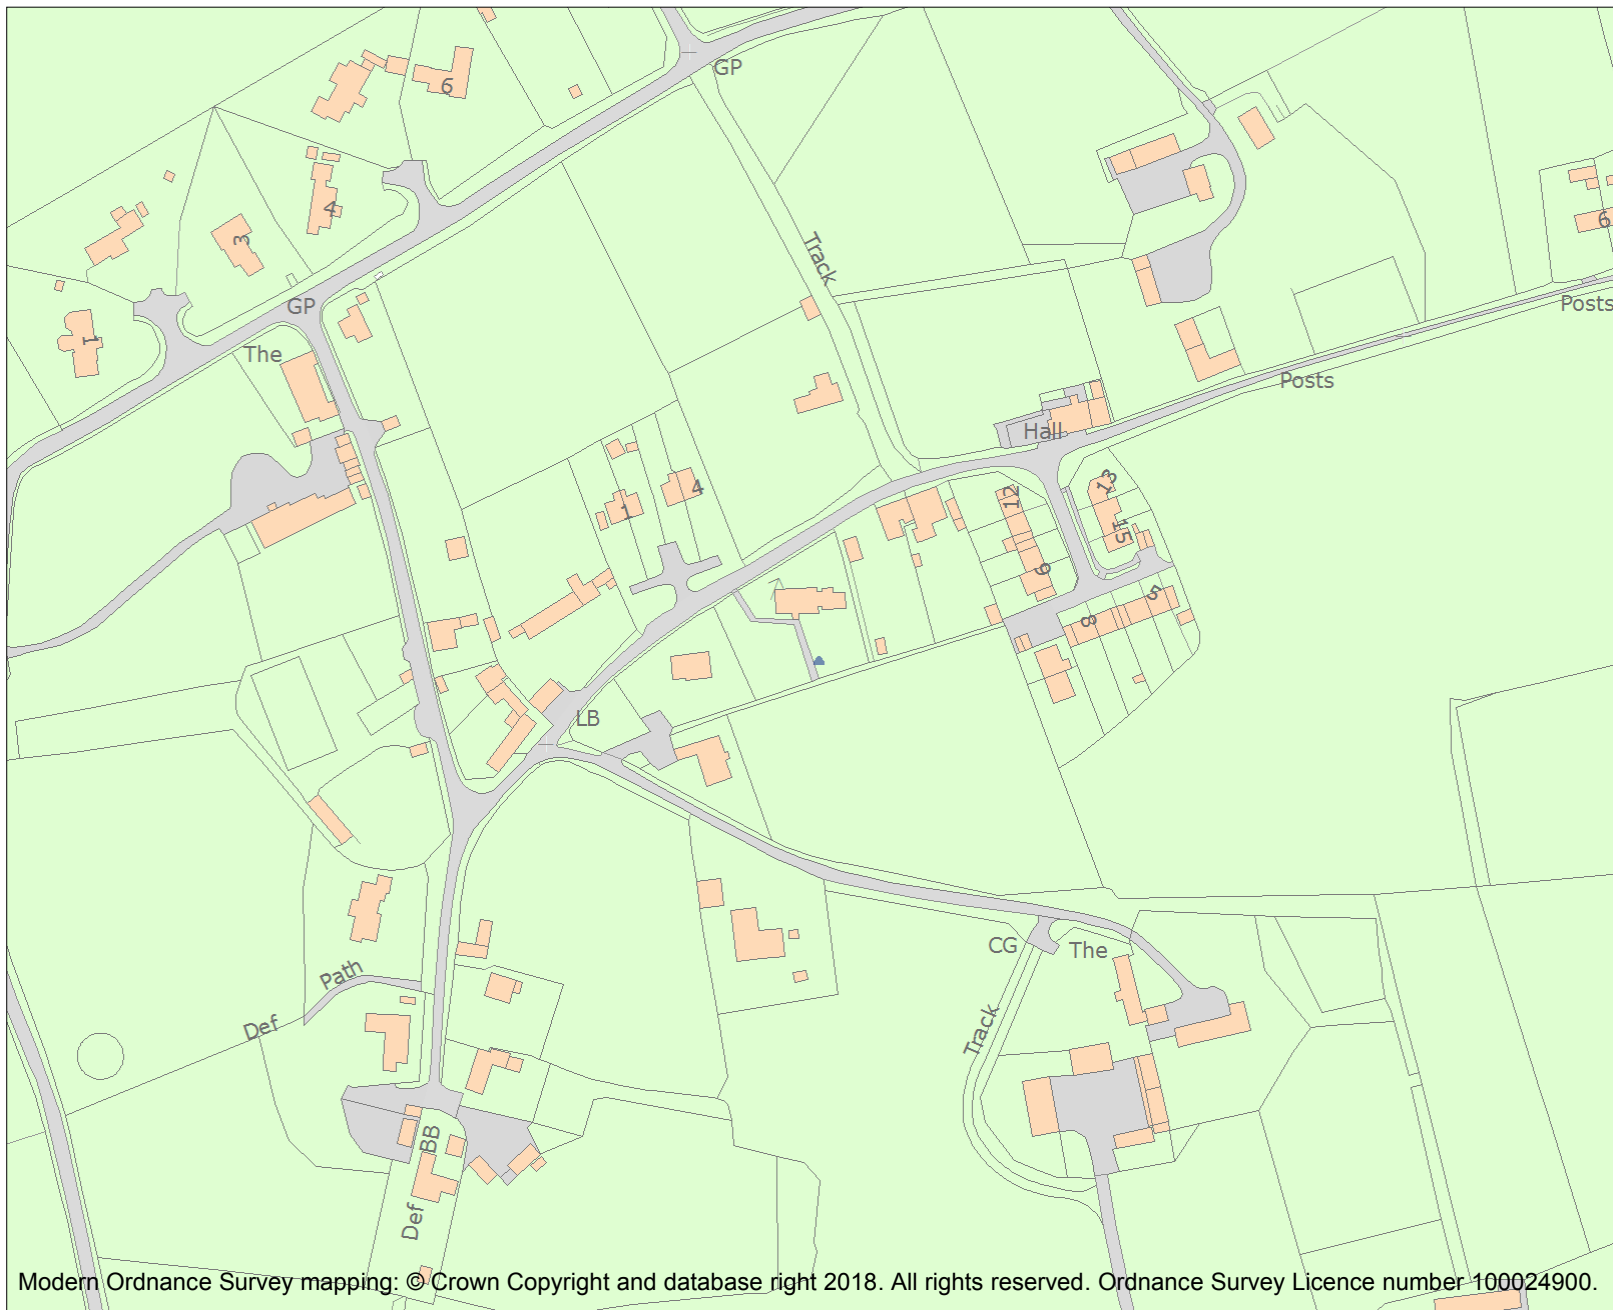 GP
6
4
3
6
Track
GP
Posts
1
The
Posts
Hall
13
4
12
1
15
9
5
8
LB
CG
The
Path
Def
Track
BB
Def
Modern Ordnance Survey mapping: © Crown Copyright and database right 2018. All rights reserved. Ordnance Survey Licence number 100024900.